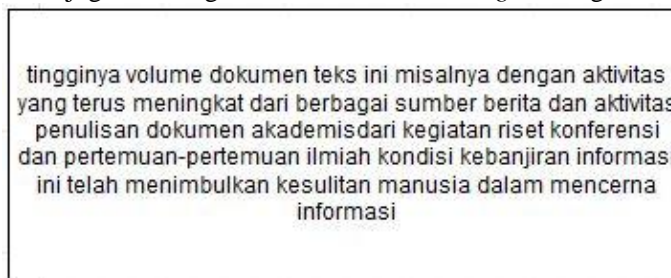 tingginya volume dokumen teks ini misalnya dengan aktivitas
yang terus meningkat dari berbagai sumber berita dan aktivitas
penulisan dokumen akademisdari kegiatan riset konferensi
dan pertemuan-pertemuan ilmiah kondisi kebanjiran informas
ini telah menimbulkan kesulitan manusia dalam mencerna
informasi